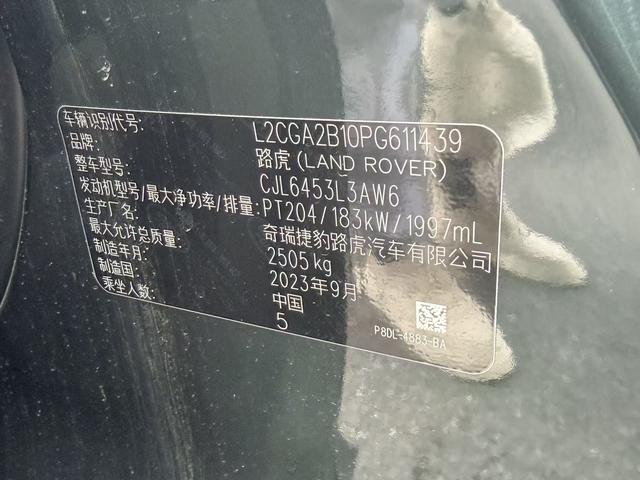 车辆识别代号: L2CGA2B10PG611439
品牌: 路虎(LAND ROVER)
整车型号: CJL6453L3AW6
发动机型号/最大净功率/排量: PT204/183kW/1997mL
生产厂名: 奇瑞捷豹路虎汽车有限公司
最大允许总质量: 2505kg
制造年月: 2023年9月
制造国: 中国
乘坐人数: 5
P8DL-4883-BA